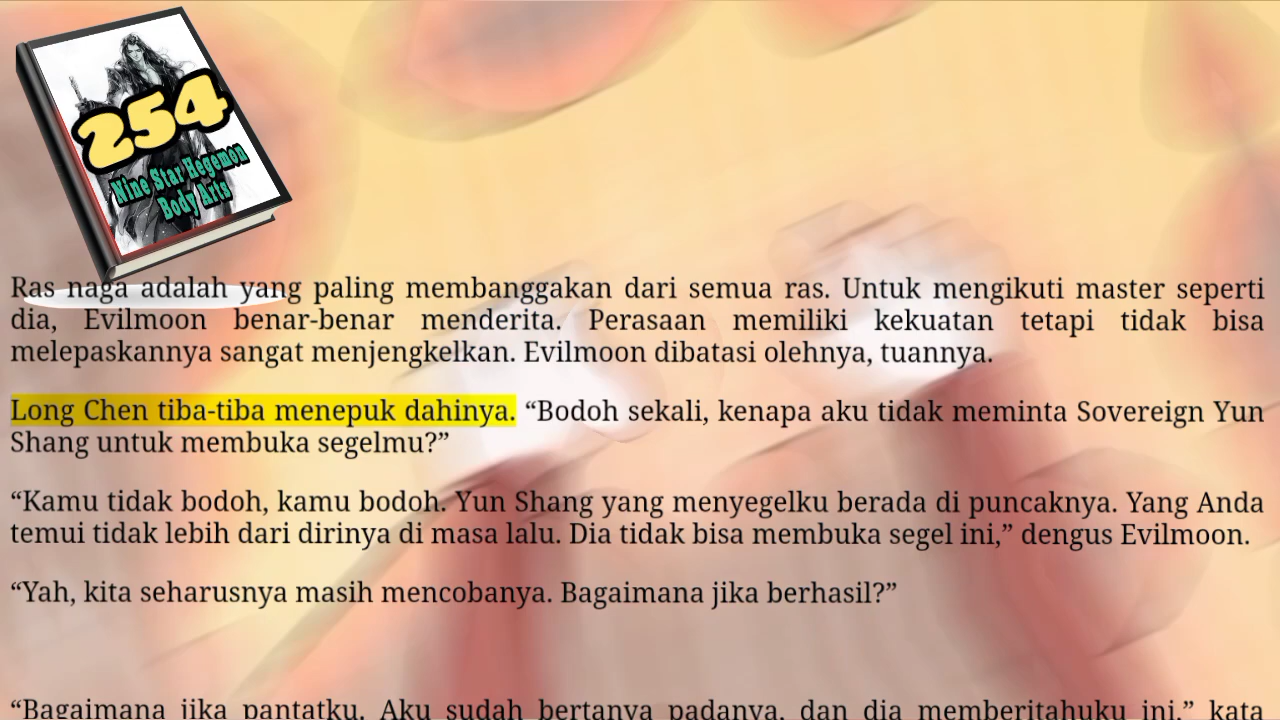 254
Nine Star Hegemon
Body Arts
Ras naga adalah yang paling membanggakan dari semua ras. Untuk mengikuti master seperti
dia, Evilmoon benar-benar menderita. Perasaan memiliki kekuatan tetapi tidak bisa
melepaskannya sangat menjengkelkan. Evilmoon dibatasi olehnya, tuannya.
Long Chen tiba-tiba menepuk dahinya. “Bodoh sekali, kenapa aku tidak meminta Sovereign Yun
Shang untuk membuka segelmu?”
“Kamu tidak bodoh, kamu bodoh. Yun Shang yang menyegelku berada di puncaknya. Yang Anda
temui tidak lebih dari dirinya di masa lalu. Dia tidak bisa membuka segel ini,” dengus Evilmoon.
“Yah, kita seharusnya masih mencobanya. Bagaimana jika berhasil?”
“Bagaimana jika pantatku. Aku sudah bertanya padanya, dan dia memberitahuku ini,” kata